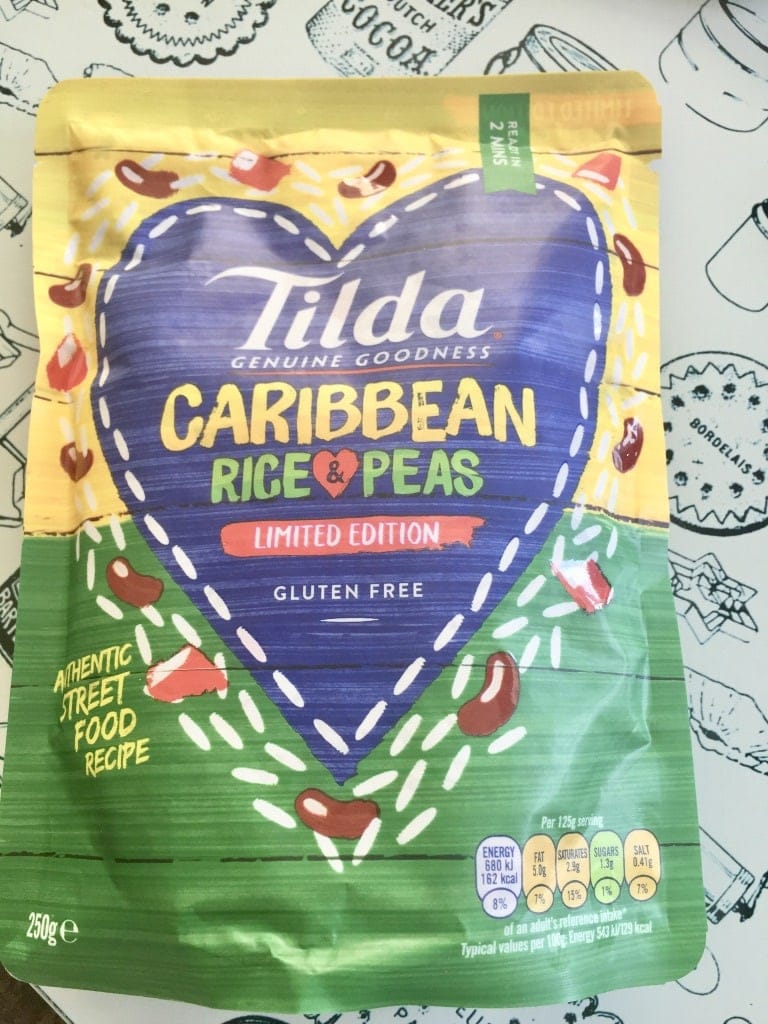 DUTCH
COCOA
READY IN
2 MINS
Tilda
GENUINE GOODNESS
CARIBBEAN
RICE & PEAS
LIMITED EDITION
GLUTEN FREE
AUTHENTIC
STREET
FOOD
RECIPE
BORDELAIS
Per 125g serving
ENERGY
680 kJ
162 kcal
8%
FAT
5.0g
7%
SATURATES
2.9g
15%
SUGARS
1.3g
1%
SALT
0.41g
7%
of an adult's reference intake*
Typical values per 100g: Energy 543 kJ/129 kcal
250g e